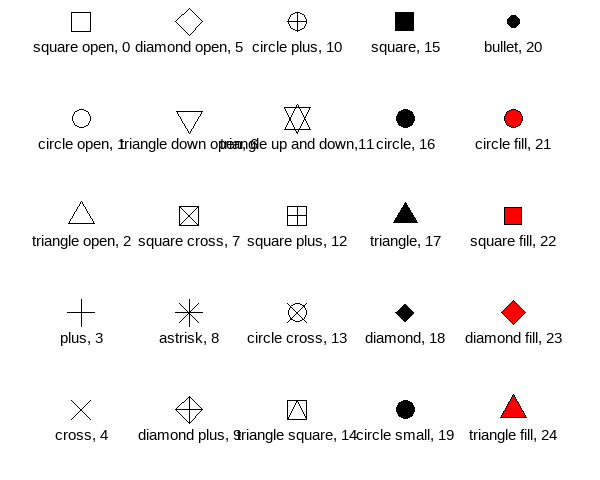 square open, 0 diamond open, 5 circle plus, 10 square, 15 bullet, 20
circle open, 1 triangle down open, 6 triangle up and down,11 circle, 16 circle fill, 21
triangle open, 2 square cross, 7 square plus, 12 triangle, 17 square fill, 22
plus, 3 astrisk, 8 circle cross, 13 diamond, 18 diamond fill, 23
cross, 4 diamond plus, 9 triangle square, 14 circle small, 19 triangle fill, 24